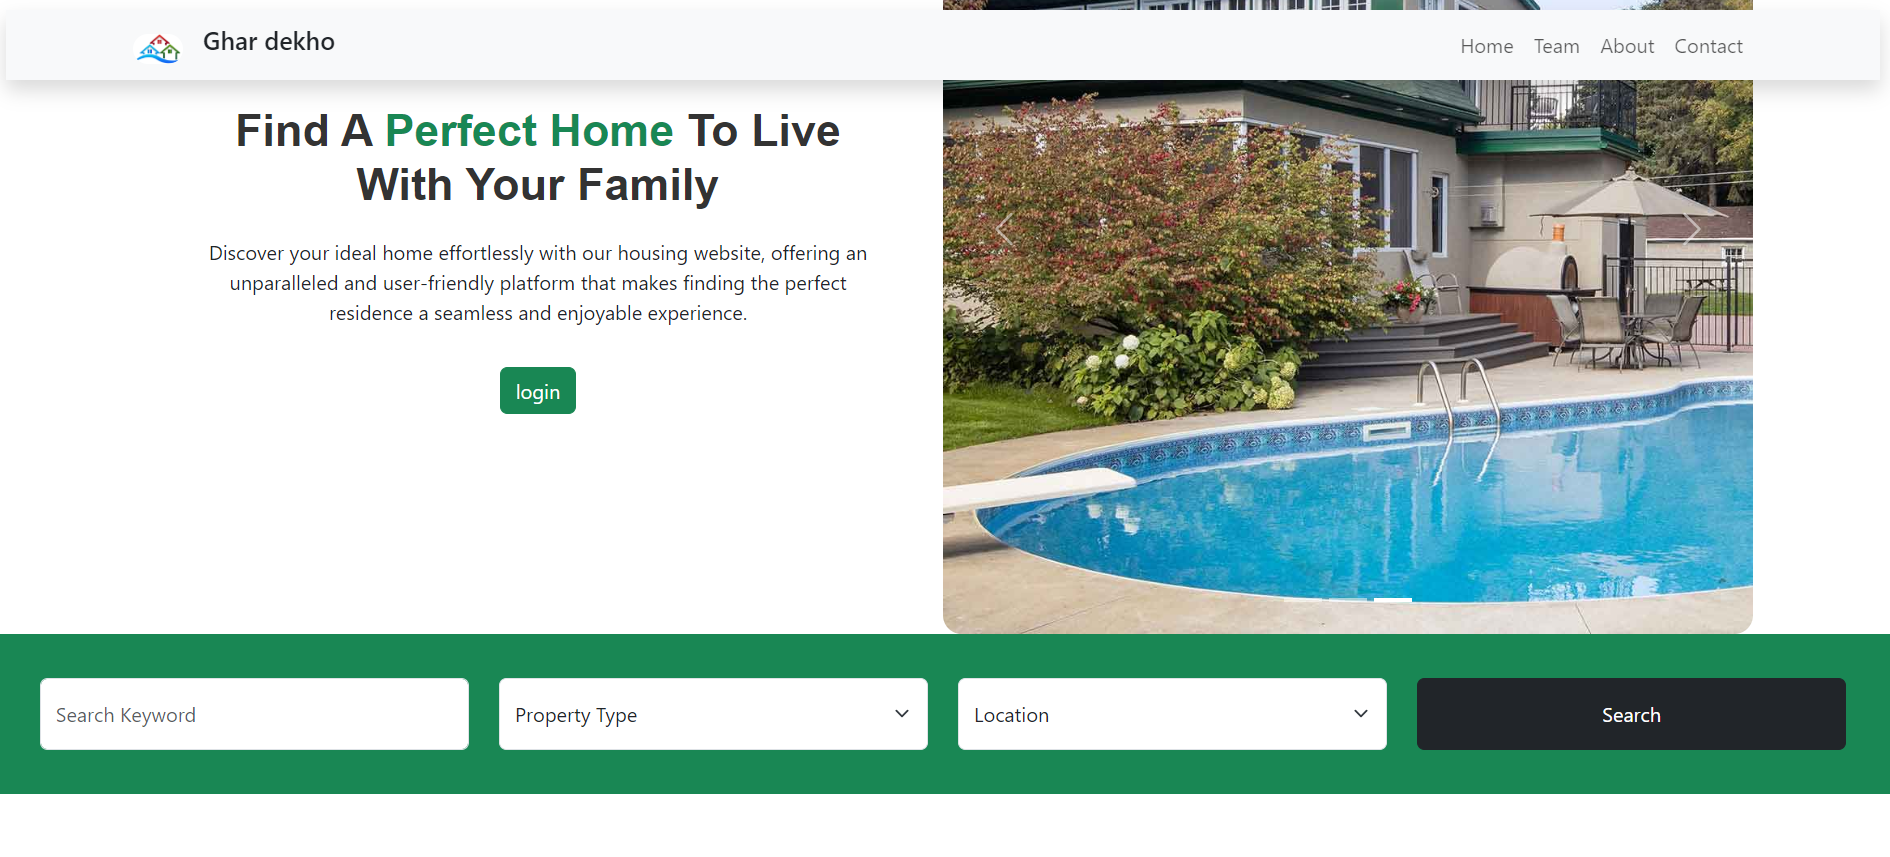 Ghar dekho
Home Team About Contact
Find A Perfect Home To Live
With Your Family
Discover your ideal home effortlessly with our housing website, offering an
unparalleled and user-friendly platform that makes finding the perfect
residence a seamless and enjoyable experience.
login
Search Keyword
Property Type
Location
Search